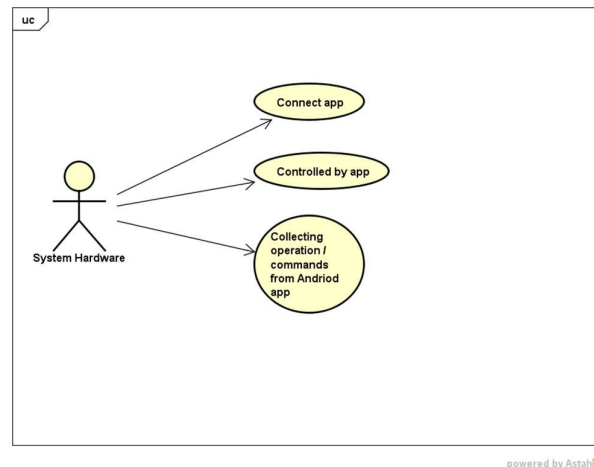 uc
Connect app
Controlled by app
Collecting
operation /
commands
from Andriod
app
System Hardware
powered by Astah